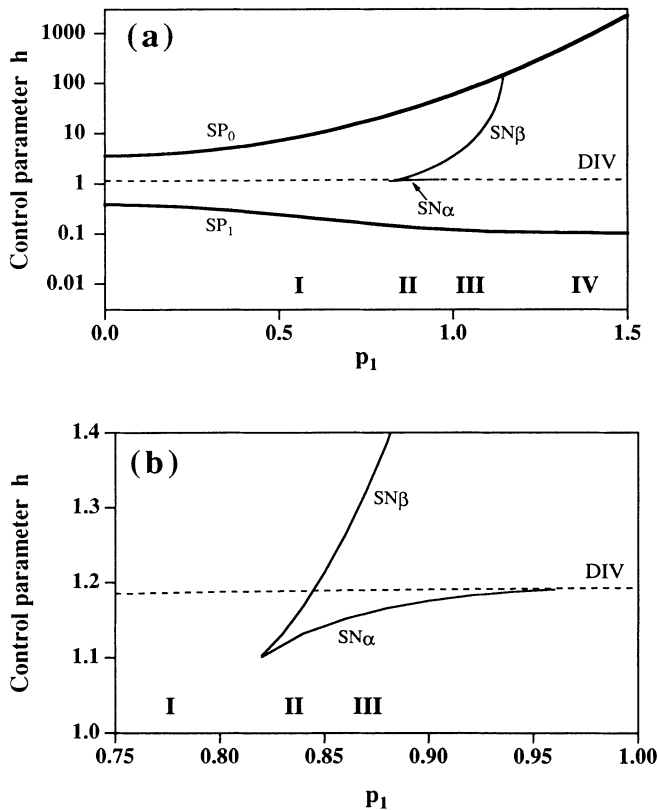 (a)
Control parameter h
1000
100
10
1
0.1
0.01
SP0
SNβ
DIV
SNα
SP1
I II III IV
0.0 0.5 1.0 1.5
p1
(b)
Control parameter h
1.4
1.3
1.2
1.1
1.0
SNβ
DIV
SNα
I II III
0.75 0.80 0.85 0.90 0.95 1.00
p1